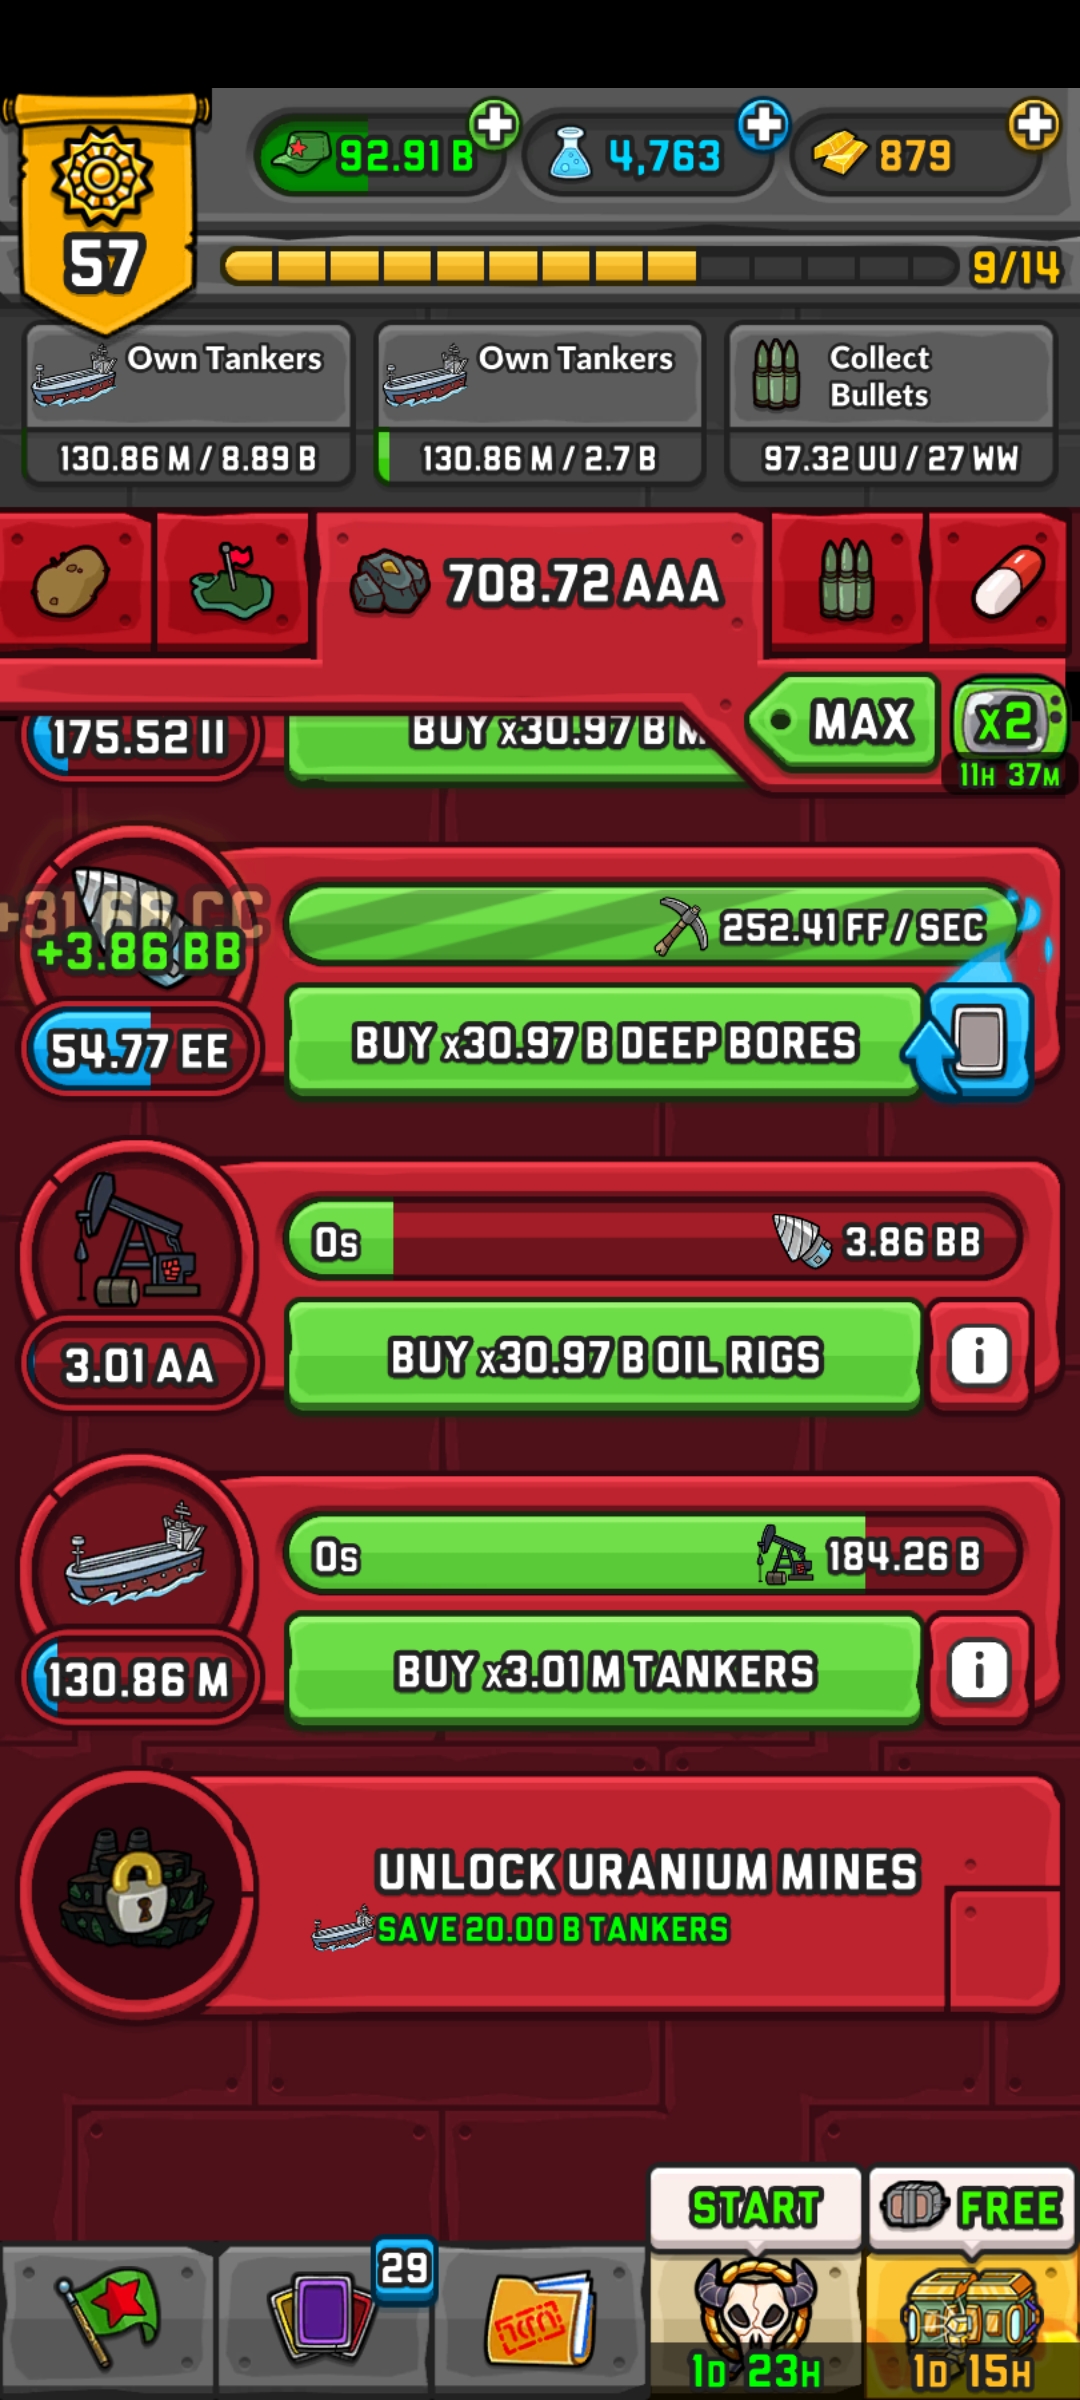 92.91 B
4,763
879
57
9/14
Own Tankers
130.86 M / 8.89 B
Own Tankers
130.86 M / 2.7 B
Collect
Bullets
97.32 UU / 27 WW
708.72 AAA
MAX
x2
11H 37M
175.52 II
BUY x30.97 B M
+31.66 CC
+3.86 BB
252.41 FF / SEC
54.77 EE
BUY x30.97 B DEEP BORES
0s
3.86 BB
3.01 AA
BUY x30.97 B OIL RIGS
i
0s
184.26 B
130.86 M
BUY x3.01 M TANKERS
i
UNLOCK URANIUM MINES
SAVE 20.00 B TANKERS
START
FREE
29
1D 23H
1D 15H